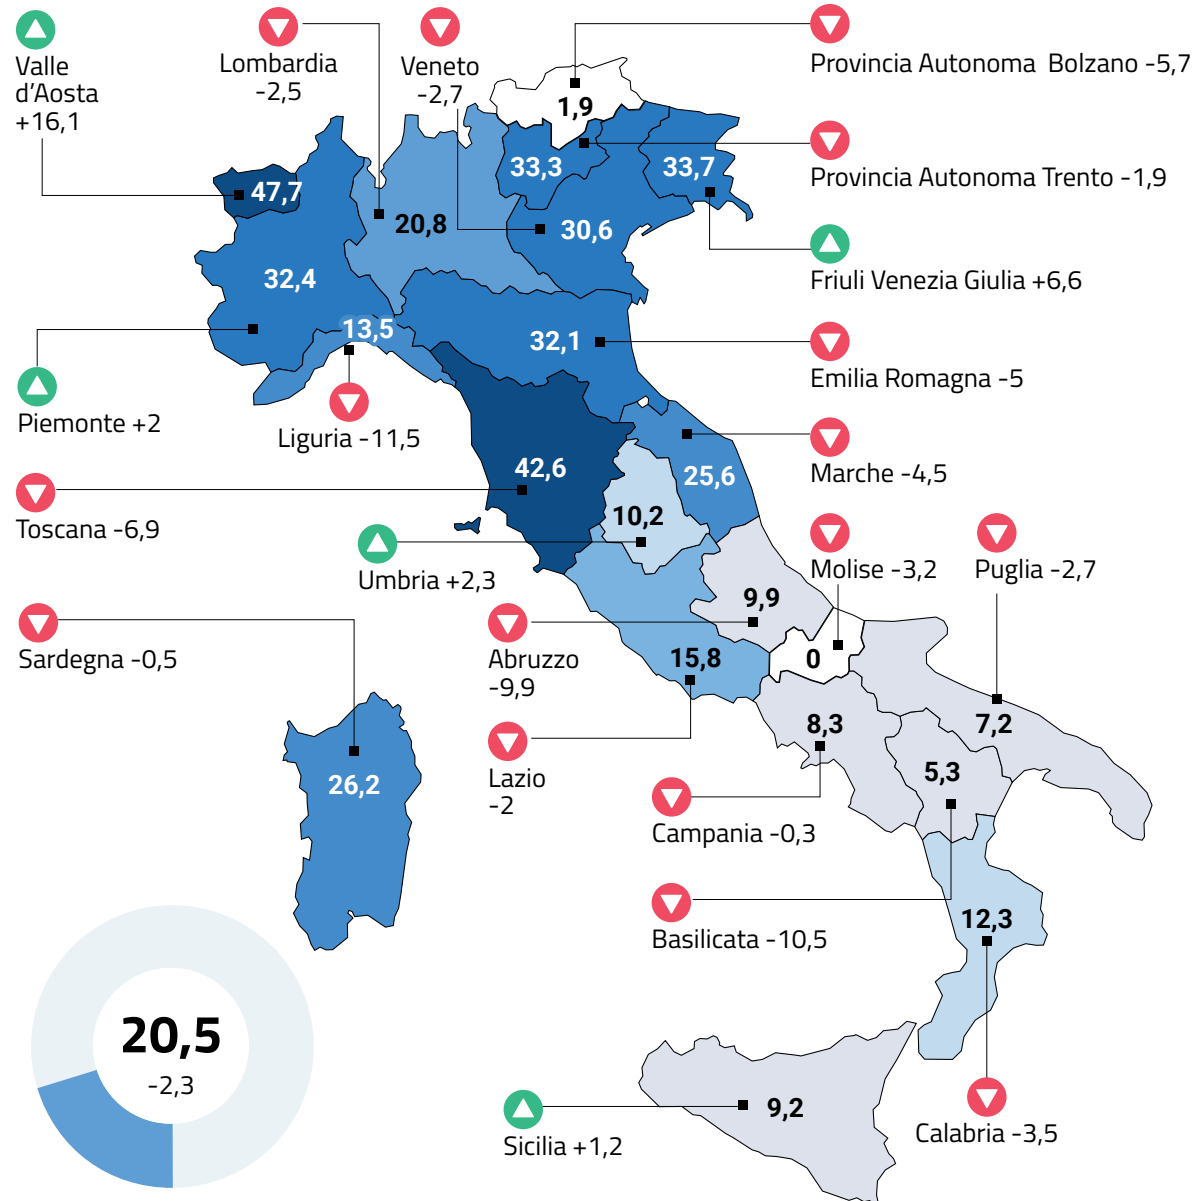 Valle
d'Aosta
+16,1
Lombardia
-2,5
Veneto
-2,7
Provincia Autonoma Bolzano -5,7
1,9
Provincia Autonoma Trento -1,9
33,3
33,7
47,7
20,8
30,6
Friuli Venezia Giulia +6,6
32,4
13,5
32,1
Emilia Romagna -5
Piemonte +2
Liguria -11,5
42,6
25,6
Marche -4,5
Toscana -6,9
10,2
Umbria +2,3
Molise -3,2
Puglia -2,7
9,9
Sardegna -0,5
Abruzzo
-9,9
15,8
0
8,3
7,2
Lazio
-2
26,2
5,3
Campania -0,3
Basilicata -10,5
12,3
20,5
-2,3
9,2
Sicilia +1,2
Calabria -3,5